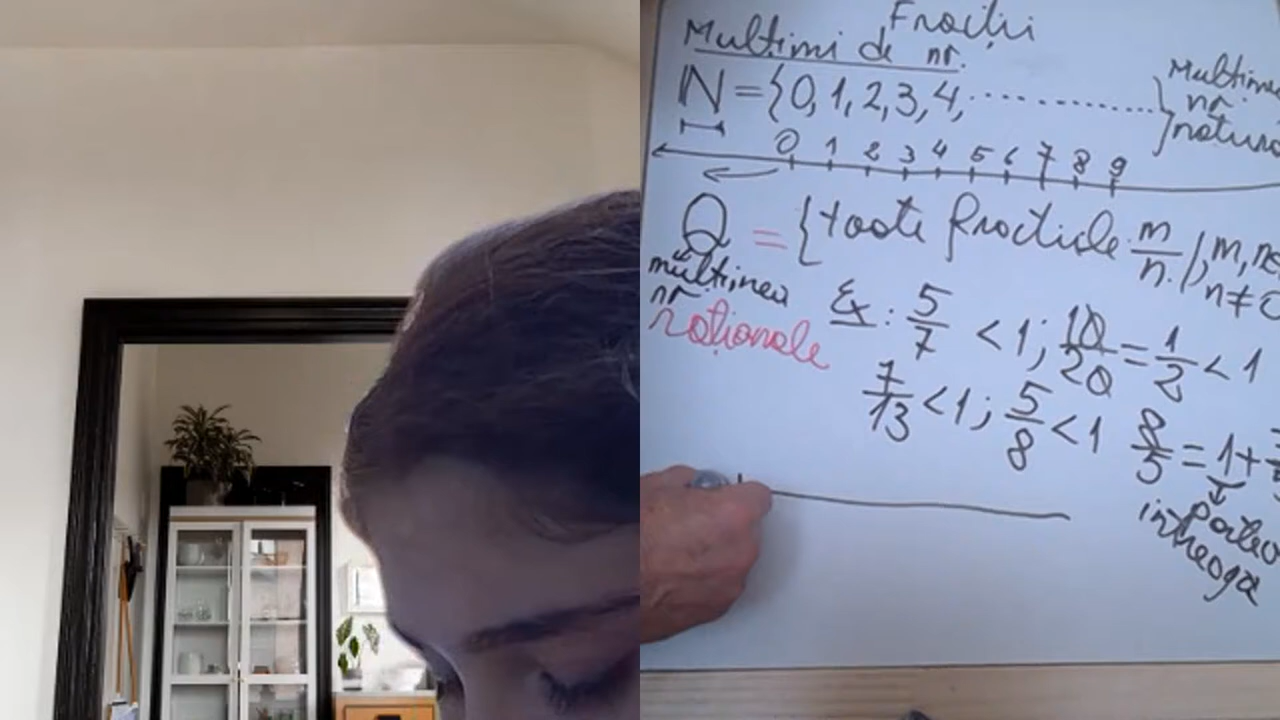 Fracții
Mulțimi de nr.
ℕ = {0, 1, 2, 3, 4, ..................}
Mulțimea
nr
natura
0 1 2 3 4 5 6 7 8 9
Q = {toate fracțiile m/n | m, n
n ≠ 0
mulțimea
nr
raționale
Ex: 5/7 < 1; 10/20 = 1/2 < 1
7/13 < 1; 5/8 < 1 8/5 = 1 +
partea
întreagă